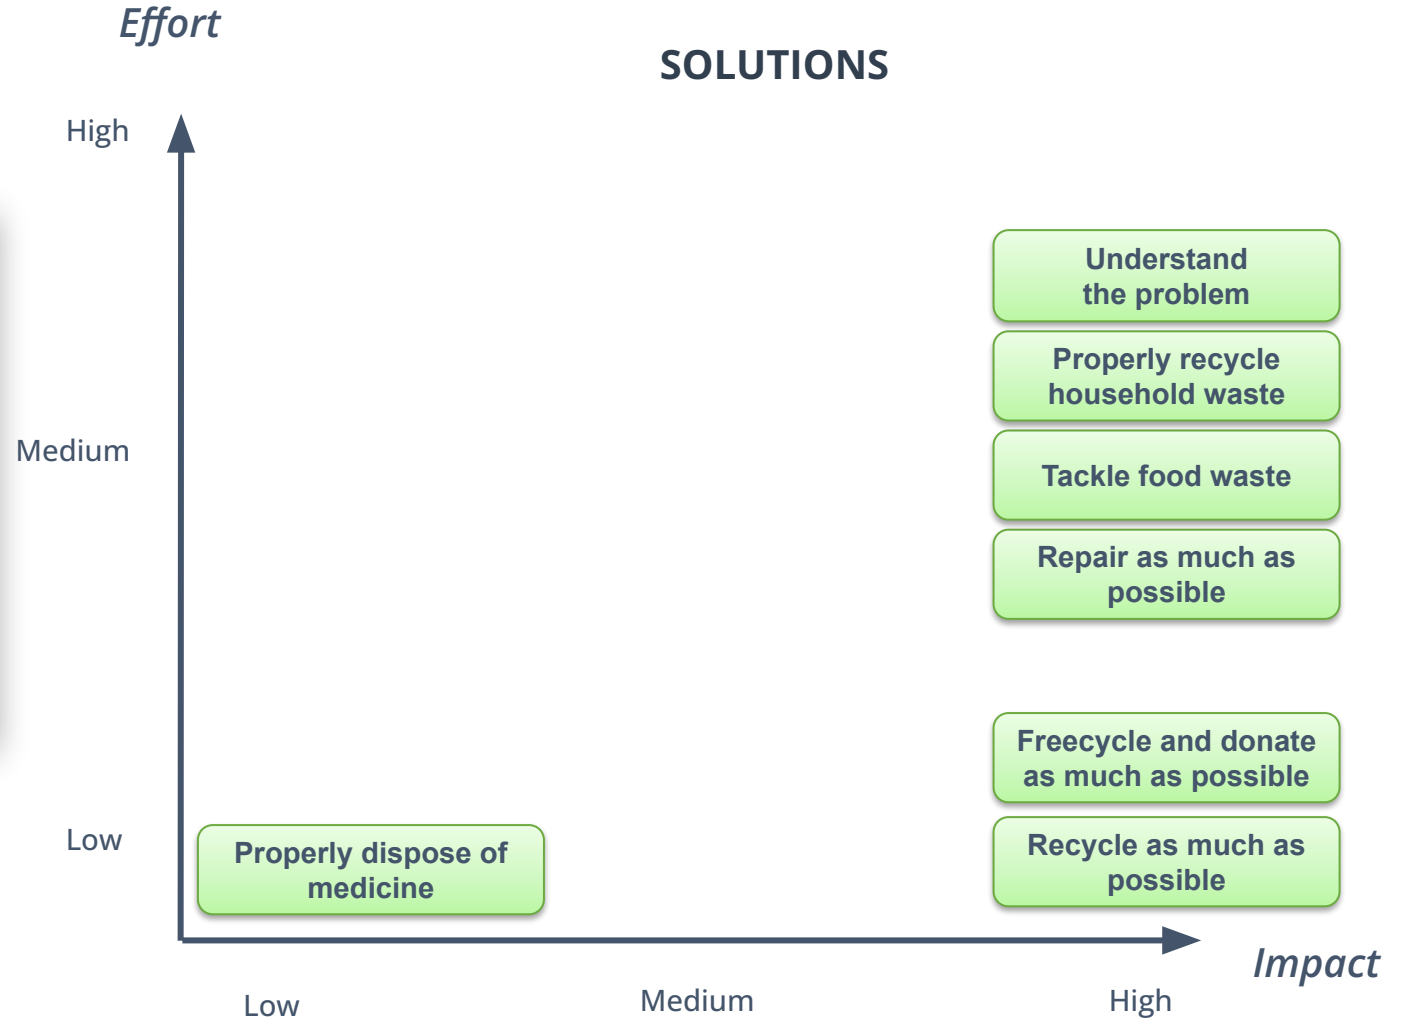 Effort
SOLUTIONS
High
Understand
the problem
Properly recycle
household waste
Medium
Tackle food waste
Repair as much as
possible
Freecycle and donate
as much as possible
Low
Properly dispose of
medicine
Recycle as much as
possible
Impact
Low
Medium
High